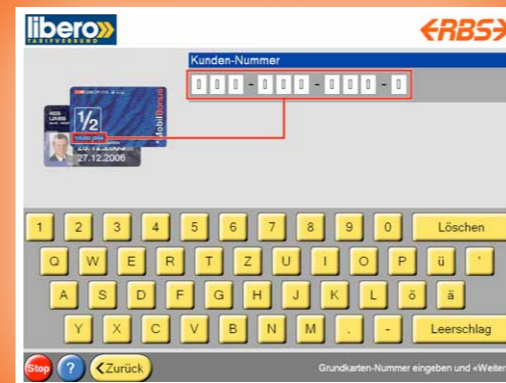 libero»
TARIFVERBUND
RBS
Kunden-Nummer
0 0 0 - 0 0 0 - 0 0 0 - 0
1/2
MobilBonus
27.12.2006
1 2 3 4 5 6 7 8 9 0 Löschen
Q W E R T Z U I O P ü '
A S D F G H J K L ö ä
Y X C V B N M . - Leerschlag
Stop ? Zurück
Grundkarten-Nummer eingeben und «Weiter